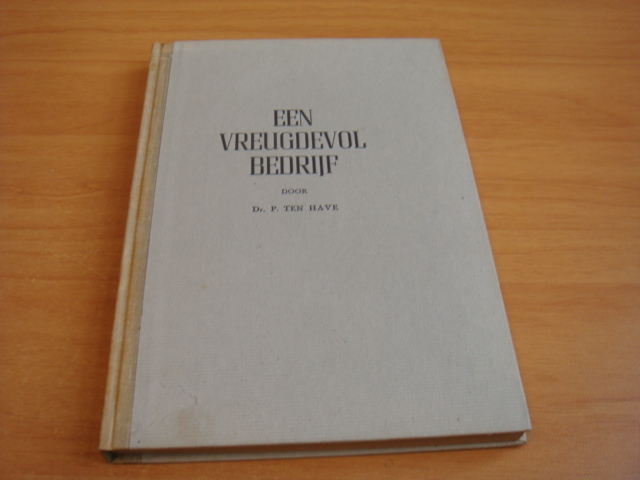 EEN
VREUGDEVOL
BEDRIJF
DOOR
Dr. P. TEN HAVE